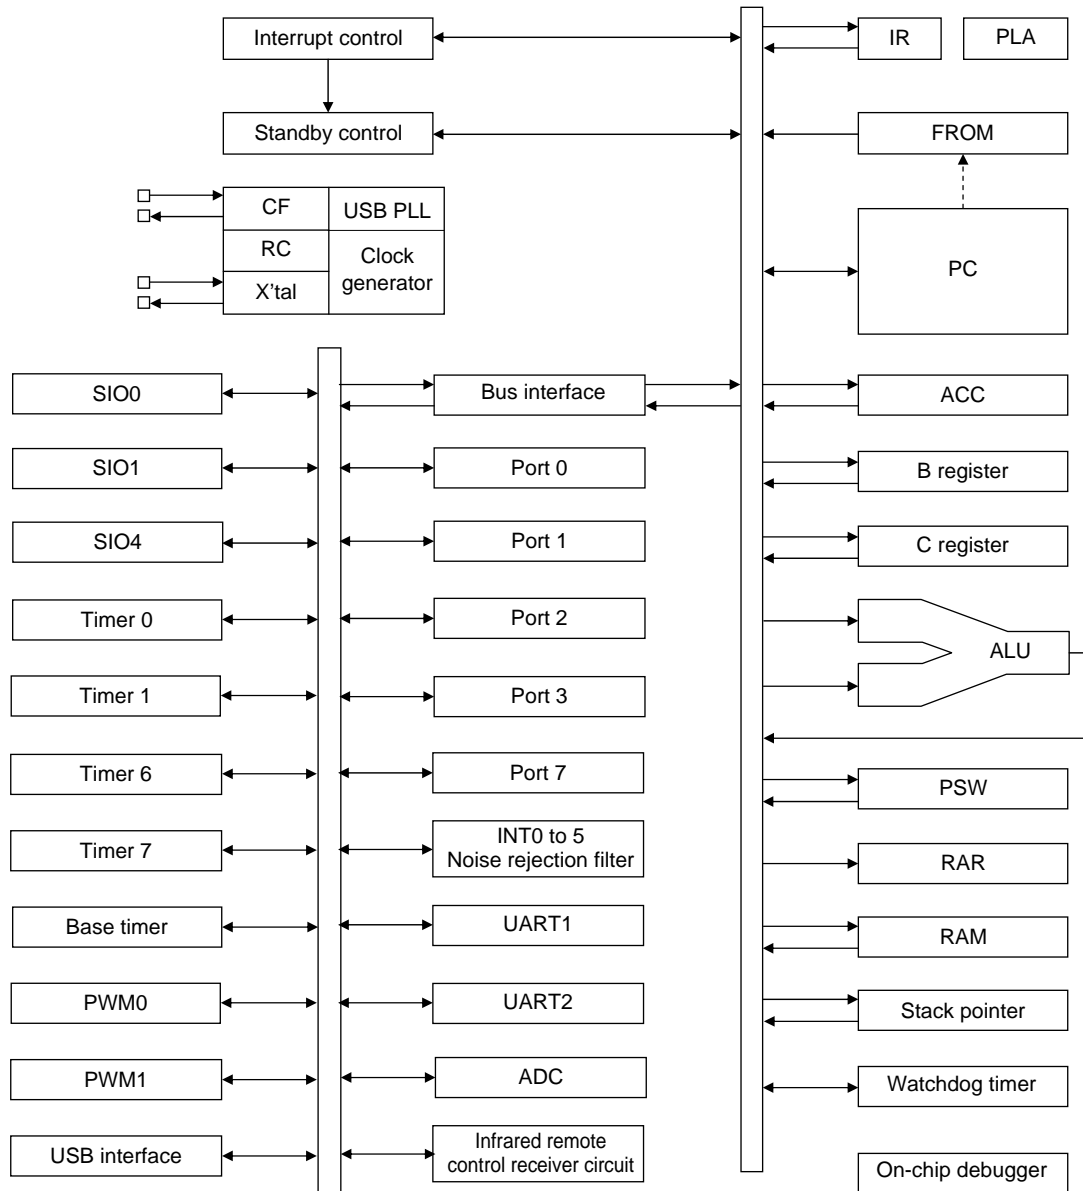 Interrupt control
IR
PLA
Standby control
FROM
CF
USB PLL
RC
Clock
generator
X'tal
PC
SIO0
Bus interface
ACC
SIO1
Port 0
B register
SIO4
Port 1
C register
Timer 0
Port 2
ALU
Timer 1
Port 3
Timer 6
Port 7
PSW
Timer 7
INT0 to 5
Noise rejection filter
RAR
Base timer
UART1
RAM
PWM0
UART2
Stack pointer
PWM1
ADC
Watchdog timer
USB interface
Infrared remote
control receiver circuit
On-chip debugger